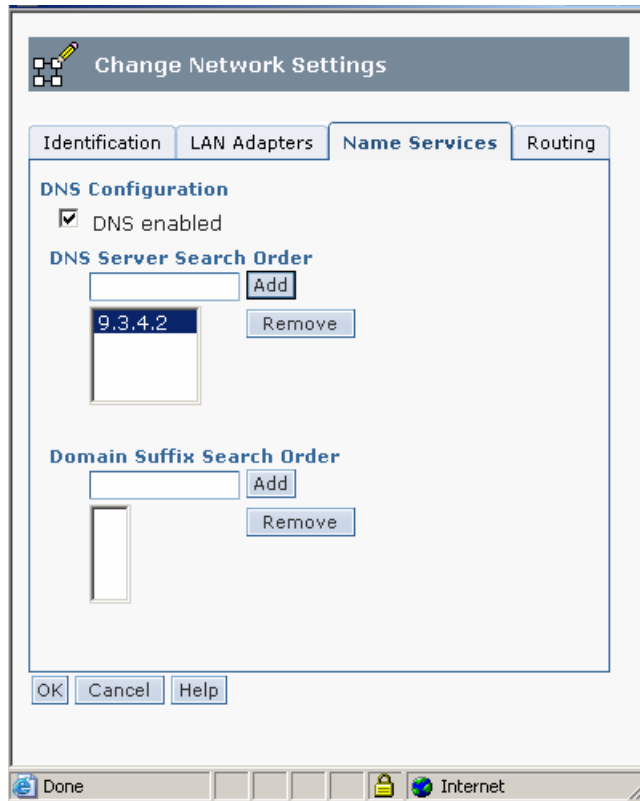 Change Network Settings
Identification LAN Adapters Name Services Routing
DNS Configuration
DNS enabled
DNS Server Search Order
Add
9.3.4.2
Remove
Domain Suffix Search Order
Add
Remove
OK Cancel Help
Done Internet